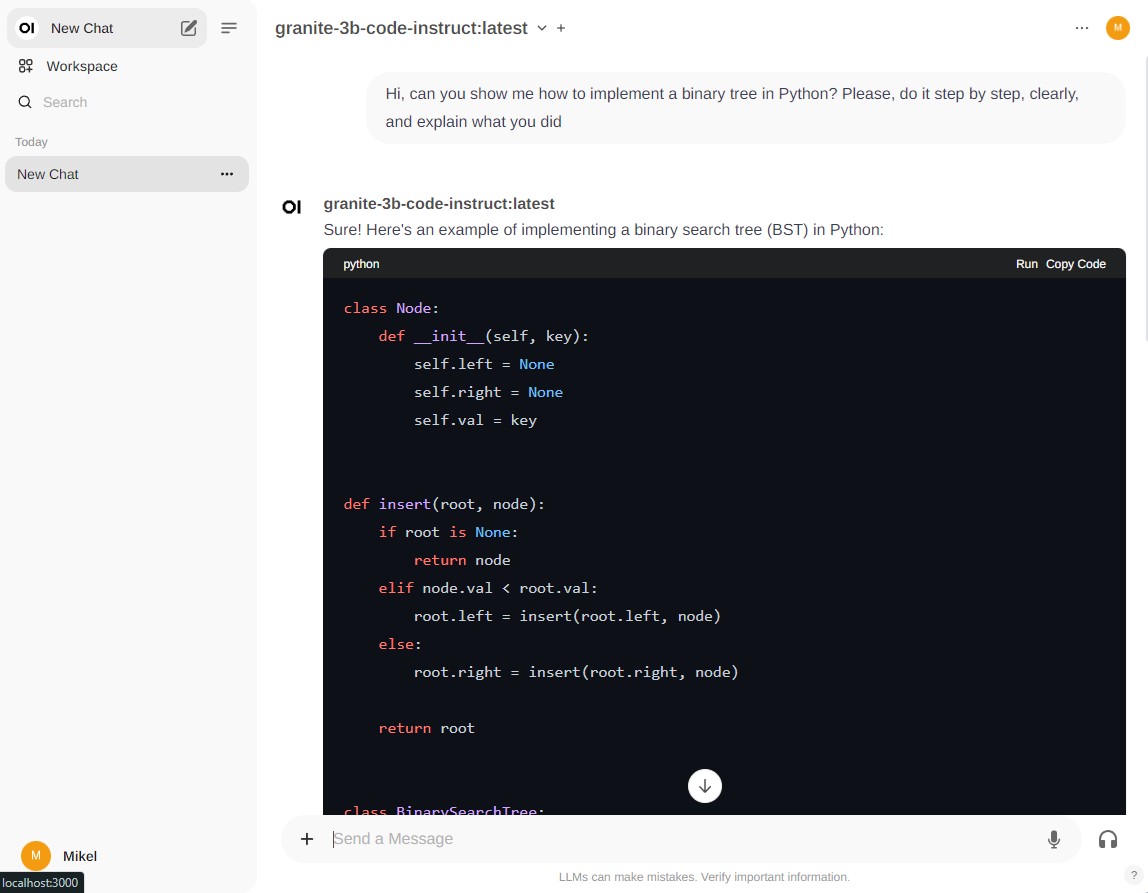 OI New Chat
Workspace
Search
Today
New Chat
granite-3b-code-instruct:latest
M
Hi, can you show me how to implement a binary tree in Python? Please, do it step by step, clearly,
and explain what you did
OI granite-3b-code-instruct:latest
Sure! Here's an example of implementing a binary search tree (BST) in Python:
python Run Copy Code
class Node:
    def __init__(self, key):
        self.left = None
        self.right = None
        self.val = key
def insert(root, node):
    if root is None:
        return node
    elif node.val < root.val:
        root.left = insert(root.left, node)
    else:
        root.right = insert(root.right, node)
    return root
class BinarySearchTree:
Send a Message
LLMs can make mistakes. Verify important information.
?
M Mikel
localhost:3000